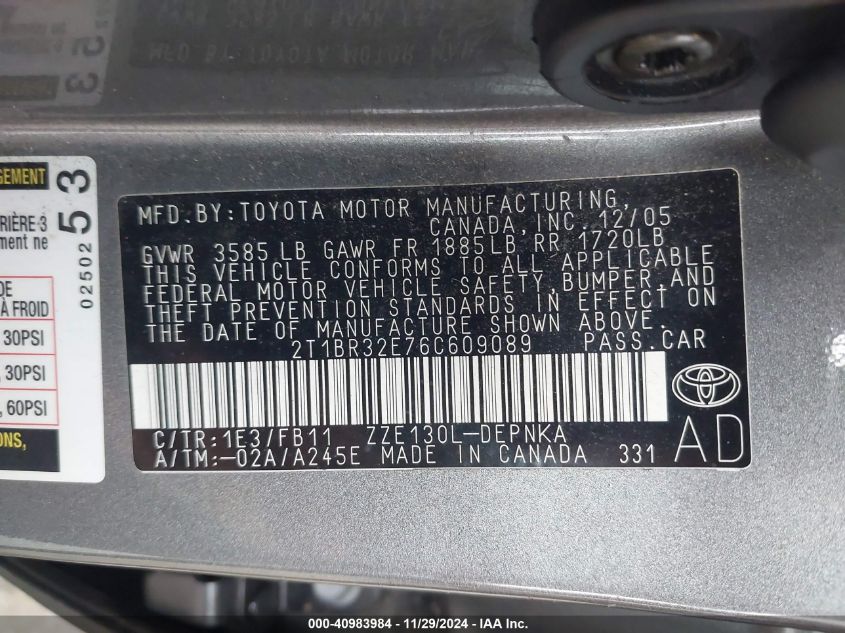 GEMENT
RIÈRE 3
ment ne
DE
À FROID
30PSI
, 30PSI
, 60PSI
ONS,
53
02502
MFD.BY:TOYOTA MOTOR MANUFACTURING,
CANADA,INC. 12/05
GVWR 3585 LB GAWR FR 1885LB RR 1720LB
THIS VEHICLE CONFORMS TO ALL APPLICABLE
FEDERAL MOTOR VEHICLE SAFETY,BUMPER,AND
THEFT PREVENTION STANDARDS IN EFFECT ON
THE DATE OF MANUFACTURE SHOWN ABOVE.
2T1BR32E76C609089 PASS.CAR
C/TR:1E3/FB11 ZZE130L-DEPNKA
A/TM:-02A/A245E MADE IN CANADA 331
AD
000-40983984 - 11/29/2024 - IAA Inc.